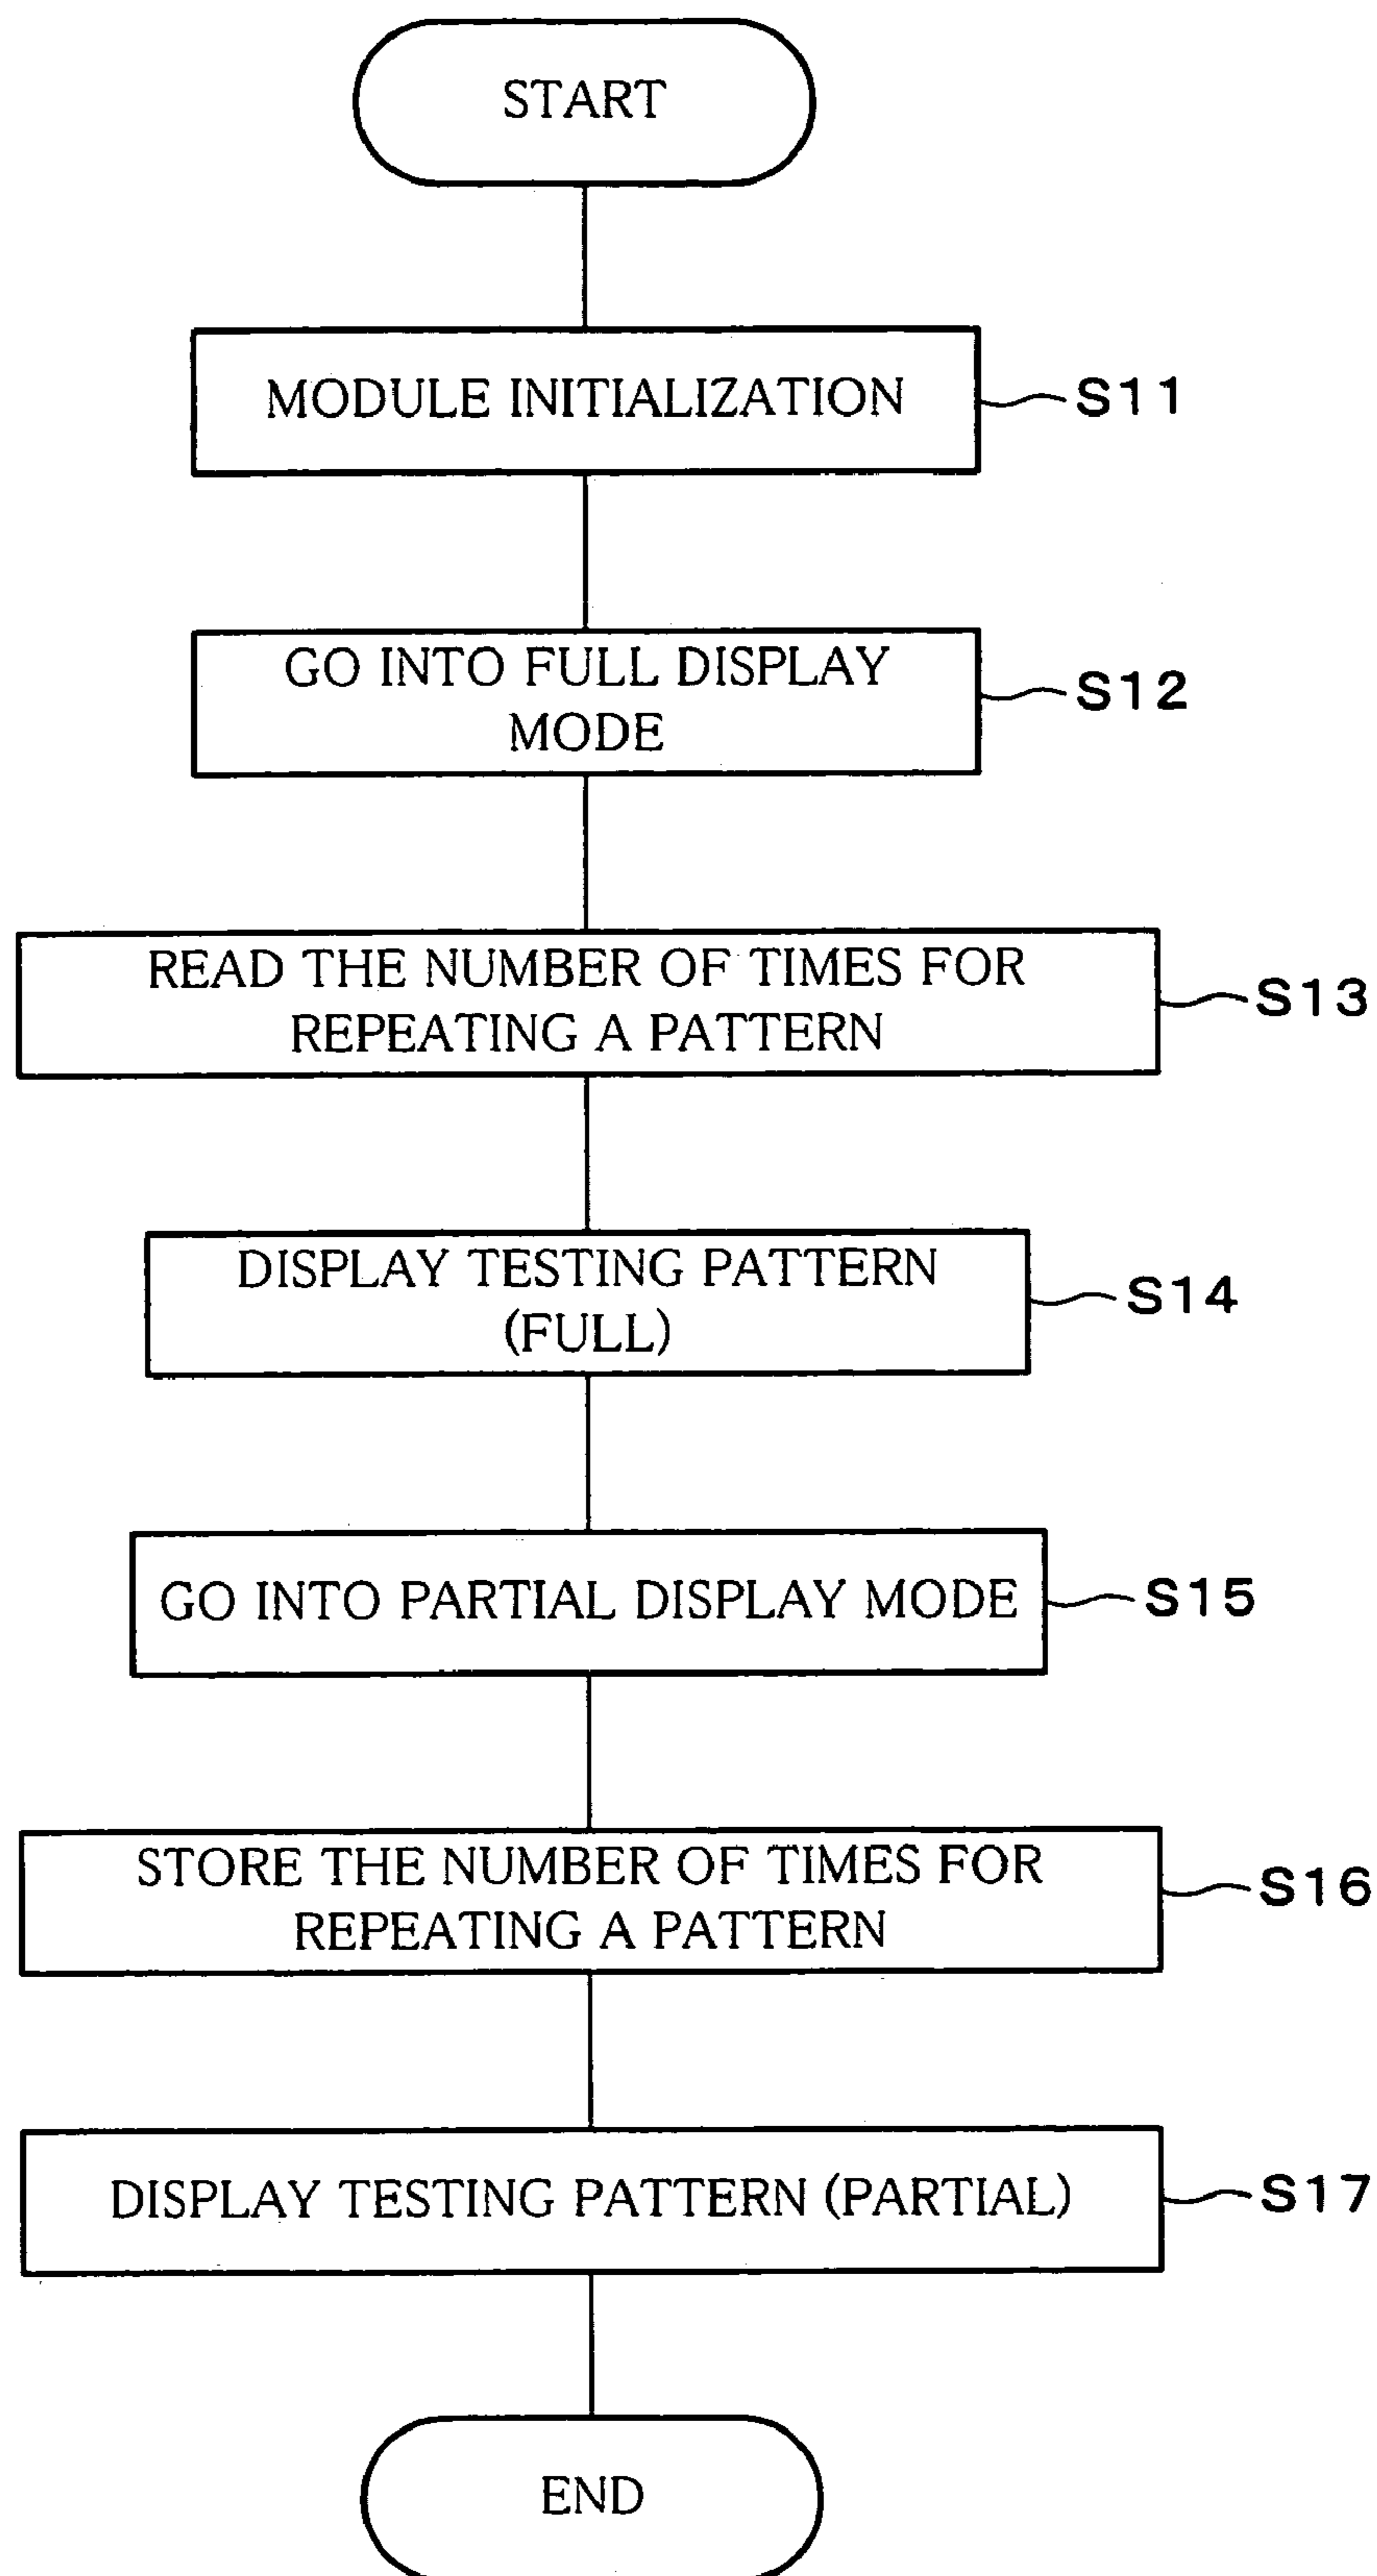 START
MODULE INITIALIZATION
S11
GO INTO FULL DISPLAY
MODE
S12
READ THE NUMBER OF TIMES FOR
REPEATING A PATTERN
S13
DISPLAY TESTING PATTERN
(FULL)
S14
GO INTO PARTIAL DISPLAY MODE
S15
STORE THE NUMBER OF TIMES FOR
REPEATING A PATTERN
S16
DISPLAY TESTING PATTERN (PARTIAL)
S17
END